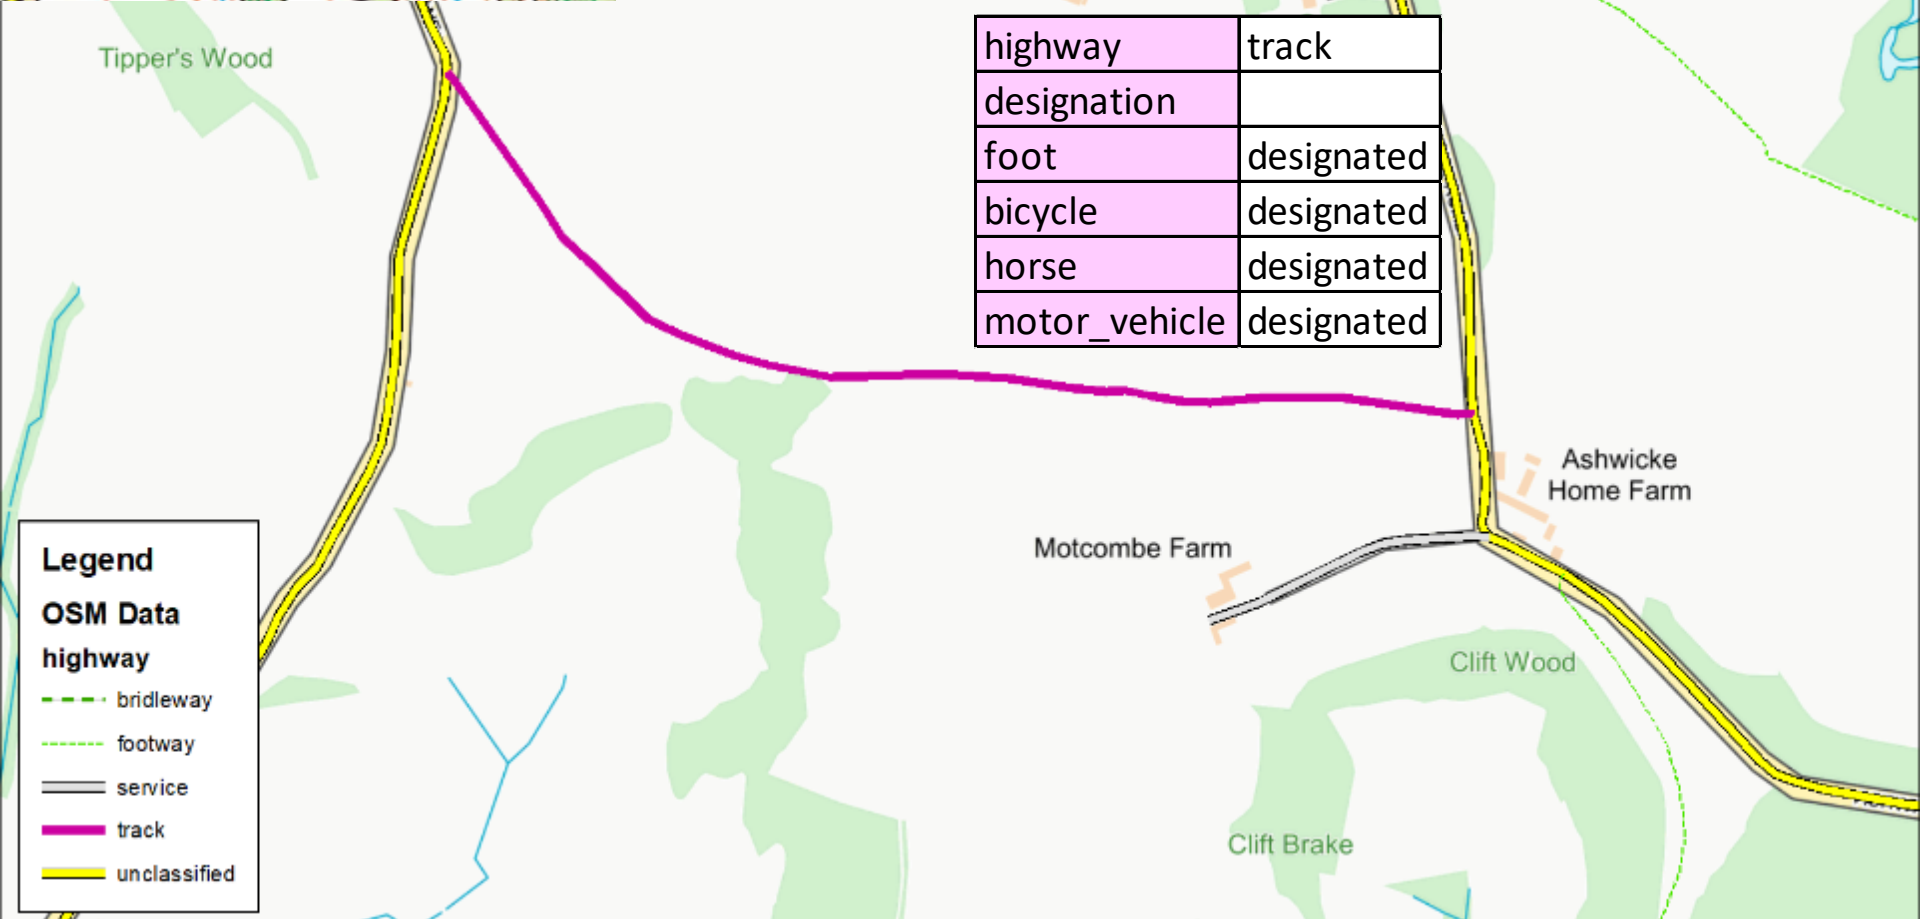 Tipper's Wood
highway track
designation
foot designated
bicycle designated
horse designated
motor_vehicle designated
Ashwicke
Home Farm
Motcombe Farm
Clift Wood
Clift Brake
Legend
OSM Data
highway
bridleway
footway
service
track
unclassified